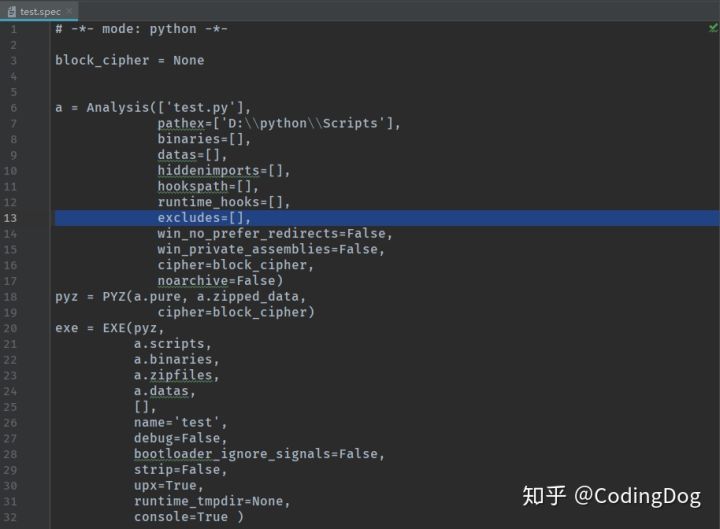 test.spec
1 # -*- mode: python -*-
2
3 block_cipher = None
4
5
6 a = Analysis(['test.py'],
7 pathex=['D:\\python\\Scripts'],
8 binaries=[],
9 datas=[],
10 hiddenimports=[],
11 hookspath=[],
12 runtime_hooks=[],
13 excludes=[],
14 win_no_prefer_redirects=False,
15 win_private_assemblies=False,
16 cipher=block_cipher,
17 noarchive=False)
18 pyz = PYZ(a.pure, a.zipped_data,
19 cipher=block_cipher)
20 exe = EXE(pyz,
21 a.scripts,
22 a.binaries,
23 a.zipfiles,
24 a.datas,
25 [],
26 name='test',
27 debug=False,
28 bootloader_ignore_signals=False,
29 strip=False,
30 upx=True,
31 runtime_tmpdir=None,
32 console=True )
知乎 @CodingDog